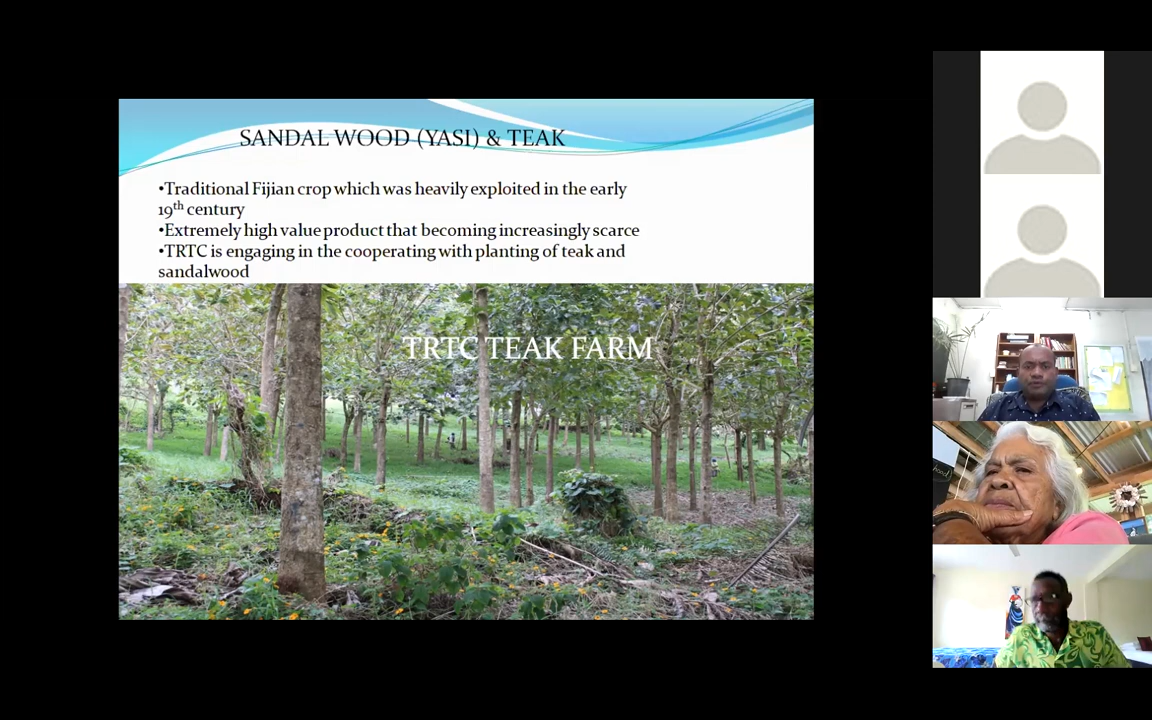 SANDAL WOOD (YASI) & TEAK
•Traditional Fijian crop which was heavily exploited in the early
19th century
•Extremely high value product that becoming increasingly scarce
•TRTC is engaging in the cooperating with planting of teak and
sandalwood
TRTC TEAK FARM